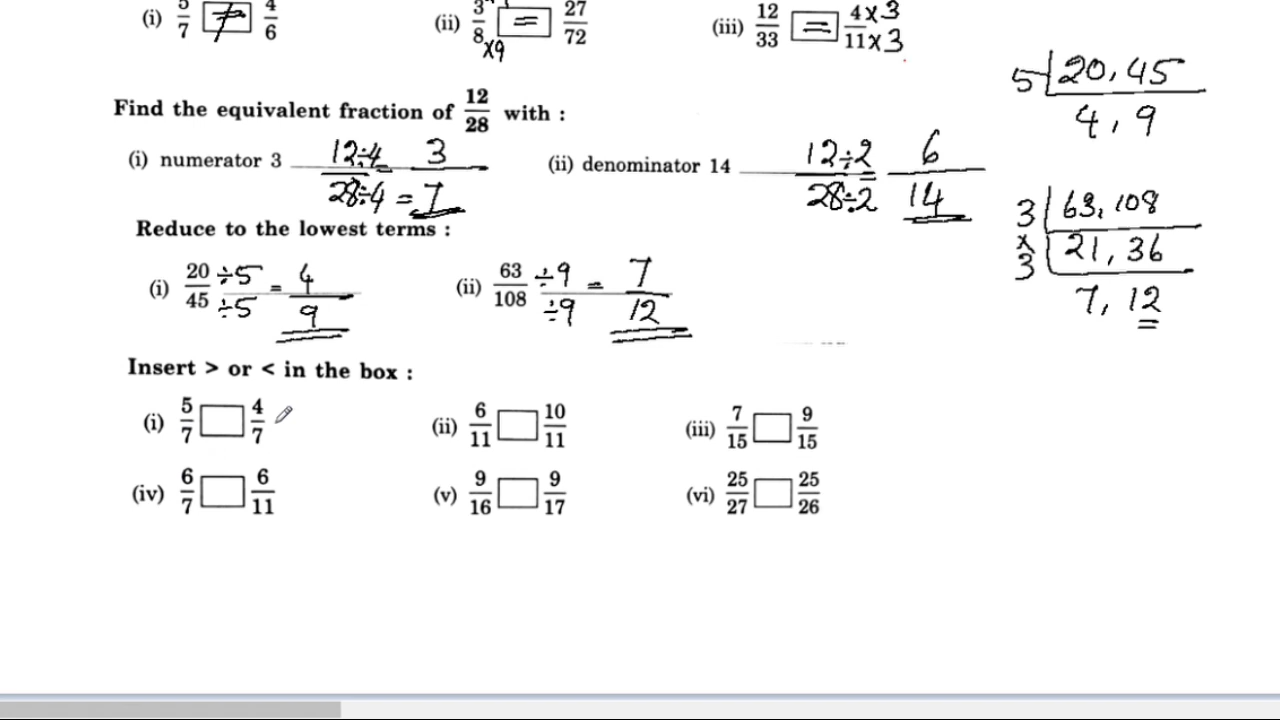 (i) 5/7 ≠ 4/6 (ii) 3/8 ×9 = 27/72 (iii) 12/33 = 4×3/11×3
Find the equivalent fraction of 12/28 with :
(i) numerator 3 12÷4/28÷4 = 3/7 (ii) denominator 14 12÷2/28÷2 = 6/14
Reduce to the lowest terms :
(i) 20÷5/45÷5 = 4/9 (ii) 63÷9/108÷9 = 7/12
Insert > or < in the box :
(i) 5/7 □ 4/7 (ii) 6/11 □ 10/11 (iii) 7/15 □ 9/15
(iv) 6/7 □ 6/11 (v) 9/16 □ 9/17 (vi) 25/27 □ 25/26
5 20, 45
4, 9
3 63, 108
×
3 21, 36
7, 12